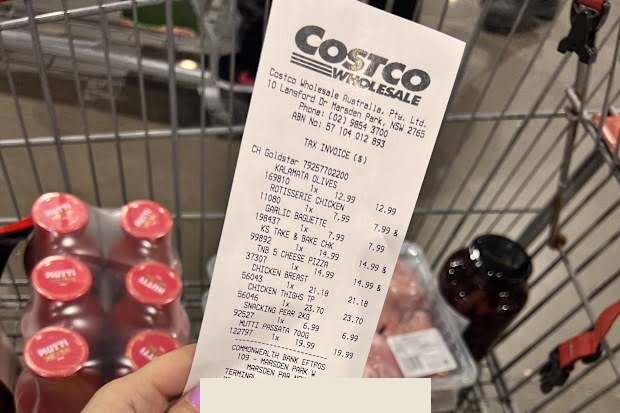 COSTCO
WHOLESALE
Costco Wholesale Australia, Pty. Ltd.
10 Langford Dr Marsden Park, NSW 2765
Phone: (02) 9854 3700
ABN No: 57 104 012 893
TAX INVOICE ($)
CH Goldstar 79257702200
KALAMATA OLIVES
169810 1x 12.99 12.99
ROTISSERIE CHICKEN
11080 1x 7.99 7.99 &
GARLIC BAGUETTE
198437 1x 7.99 7.99
KS TAKE & BAKE CHK
99892 1x 14.99 14.99 &
TNB 5 CHEESE PIZZA
37307 1x 14.99 14.99 &
CHICKEN BREAST
56043 1x 21.18 21.18
CHICKEN THIGHS TP
56046 1x 23.70 23.70
SNACKING PEAR 2KG
92527 1x 6.99 6.99
MUTTI PASSATA 700G
122797 1x 19.99 19.99
COMMONWEALTH BANK EFTPOS
109 - MARSDEN PARK W
MARSDEN PAR
TERMINAL
MUTTI
MUTTI
MUTTI